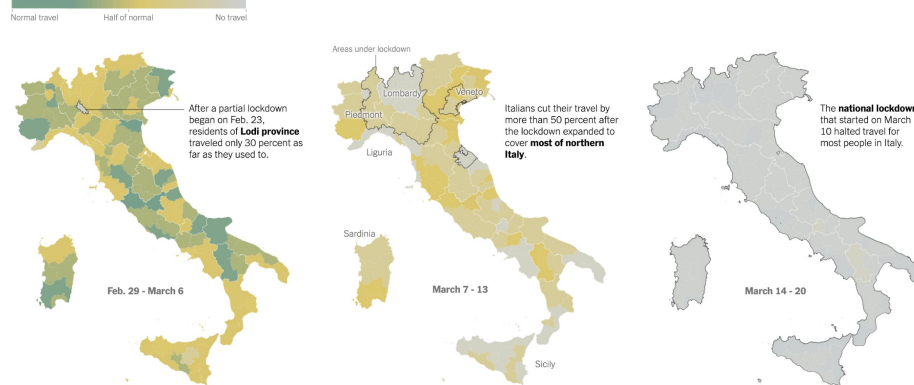 Normal travel
Half of normal
No travel
After a partial lockdown
began on Feb. 23,
residents of Lodi province
traveled only 30 percent as
far as they used to.
Feb. 29 - March 6
Areas under lockdown
Lombardy
Veneto
Piedmont
Liguria
Italians cut their travel by
more than 50 percent after
the lockdown expanded to
cover most of northern
Italy.
Sardinia
March 7 - 13
Sicily
The national lockdown
that started on March
10 halted travel for
most people in Italy.
March 14 - 20